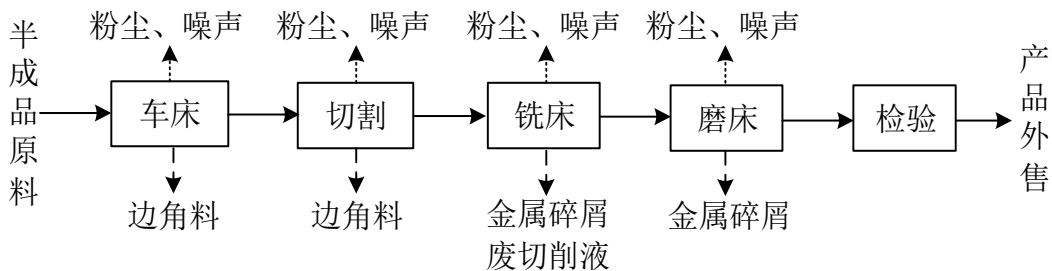 粉尘、噪声
粉尘、噪声
粉尘、噪声
粉尘、噪声
半成品原料
车床
切割
铣床
磨床
检验
产品外售
边角料
边角料
金属碎屑
废切削液
金属碎屑